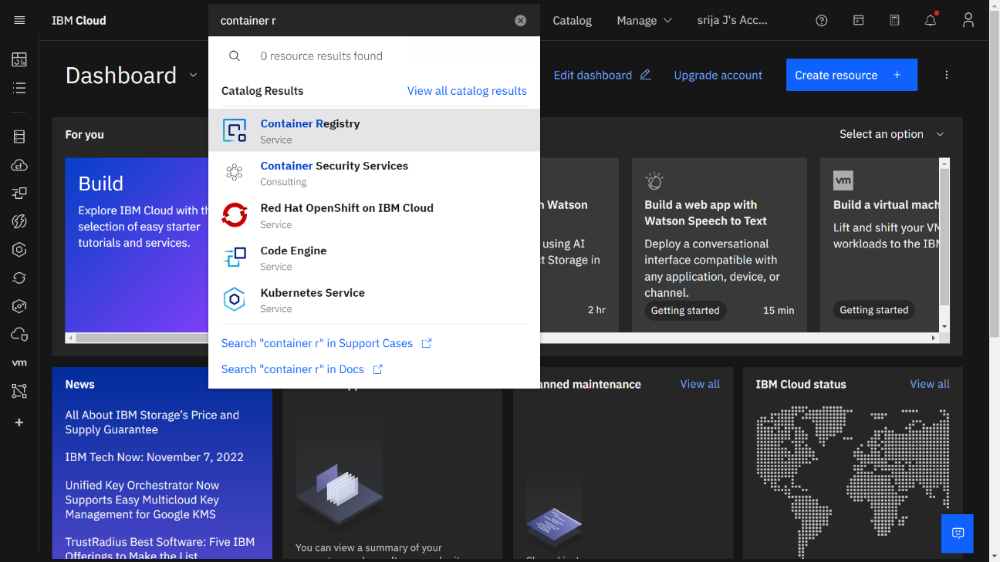 IBM Cloud
container r
Catalog
Manage
srija J's Acc...
0 resource results found
Dashboard
Edit dashboard
Upgrade account
Create resource +
Catalog Results
View all catalog results
Container Registry
Service
Container Security Services
Consulting
Red Hat OpenShift on IBM Cloud
Service
Code Engine
Service
Kubernetes Service
Service
Search "container r" in Support Cases
Search "container r" in Docs
For you
Select an option
Build
Explore IBM Cloud with
selection of easy starter
tutorials and services.
Watson
using AI
Storage in
2 hr
Build a web app with
Watson Speech to Text
Deploy a conversational
interface compatible with
any application, device, or
channel.
Getting started
15 min
vm
Build a virtual mach
Lift and shift your
workloads to the
Getting started
vm
News
All About IBM Storage's Price and
Supply Guarantee
IBM Tech Now: November 7, 2022
Unified Key Orchestrator Now
Supports Easy Multicloud Key
Management for Google KMS
TrustRadius Best Software: Five IBM
Offerings to Make the List
You can view a summary of your
anned maintenance
View all
IBM Cloud status
View all